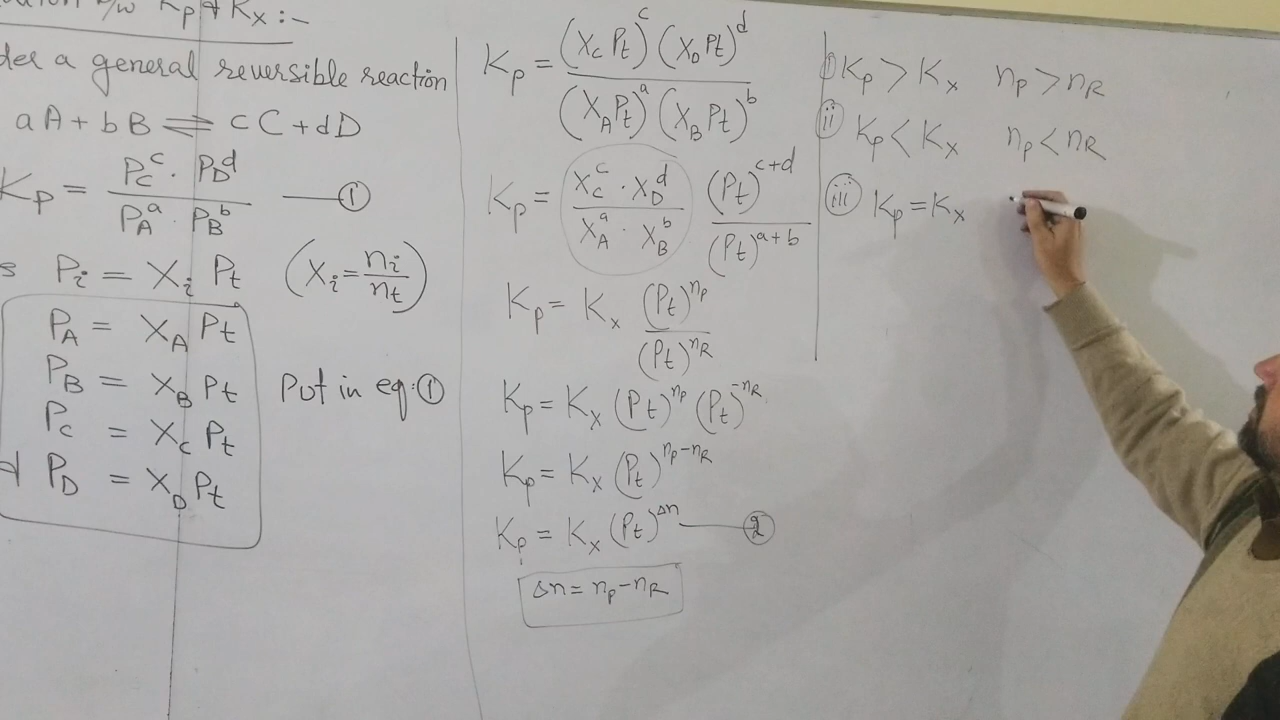 Kp & Kx :-
a general reversible reaction
aA + bB ⇌ cC + dD
Kp = PC^c · PD^d / PA^a · PB^b —— ①
Pi = Xi Pt (Xi = ni/nt)
PA = XA Pt
PB = XB Pt Put in eq: ①
PC = XC Pt
PD = XD Pt
Kp = (XC Pt)^c (XD Pt)^d / (XA Pt)^a (XB Pt)^b
Kp = XC^c · XD^d / XA^a · XB^b (Pt)^c+d / (Pt)^a+b
Kp = Kx (Pt)^nP / (Pt)^nR
Kp = Kx (Pt)^nP (Pt)^-nR
Kp = Kx (Pt)^nP-nR
Kp = Kx (Pt)^Δn —— ②
Δn = nP - nR
i) Kp > Kx nP > nR
ii Kp < Kx nP < nR
iii Kp = Kx